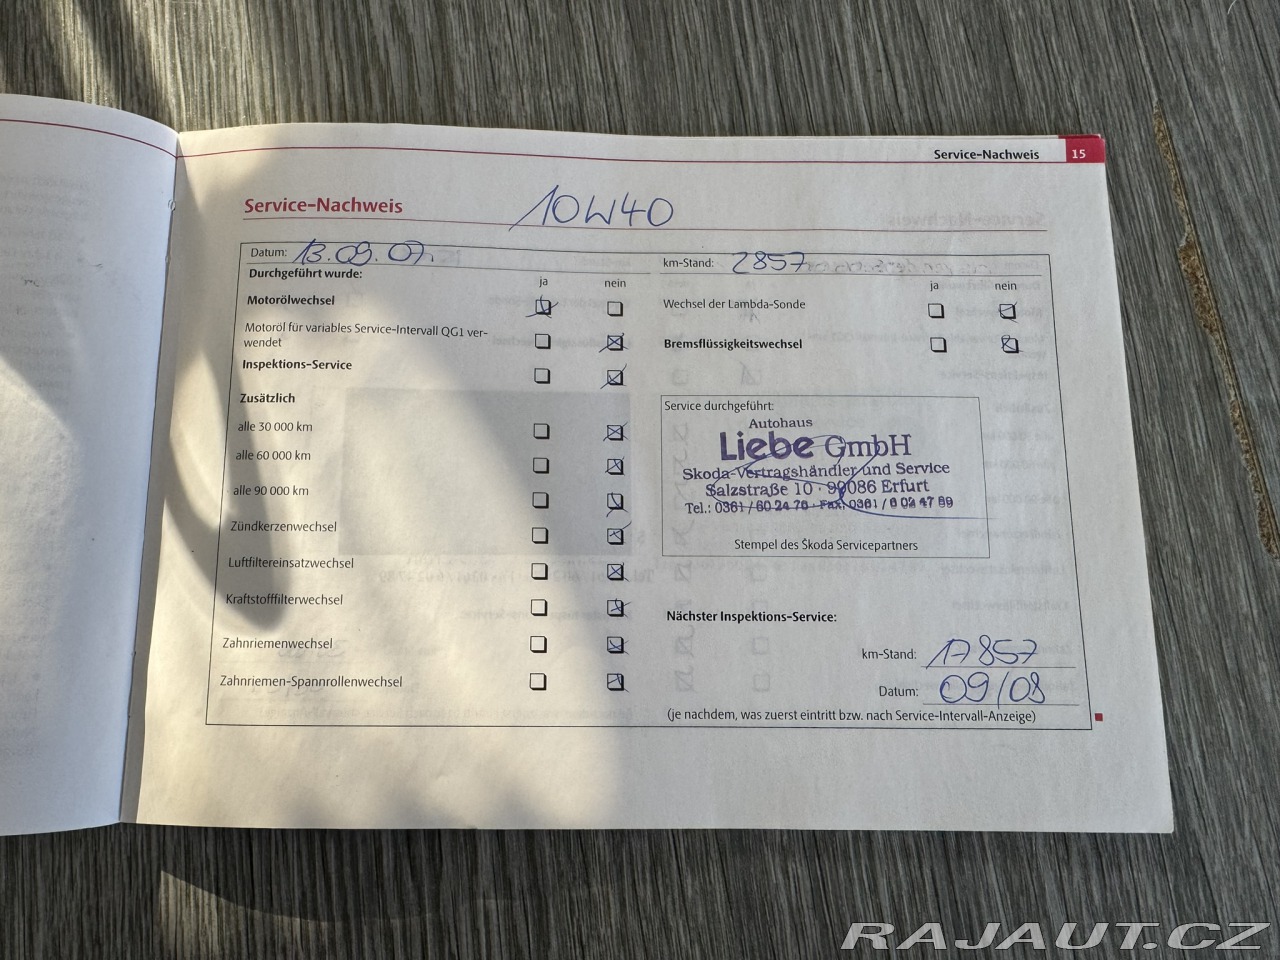 Service-Nachweis 15
Service-Nachweis 10W40
Datum: 13.09.07.
km-Stand: 2857
Durchgeführt wurde:
ja nein
Motorölwechsel
Motoröl für variables Service-Intervall QG1 ver-
wendet
Inspektions-Service
Zusätzlich
alle 30 000 km
alle 60 000 km
alle 90 000 km
Zündkerzenwechsel
Luftfiltereinsatzwechsel
Kraftstofffilterwechsel
Zahnriemenwechsel
Zahnriemen-Spannrollenwechsel
ja nein
Wechsel der Lambda-Sonde
Bremsflüssigkeitswechsel
Service durchgeführt:
Autohaus
Liebe GmbH
Skoda-Vertragshändler und Service
Salzstraße 10 · 99086 Erfurt
Tel.: 0361 / 60 24 76 · Fax: 0361 / 6 02 47 89
Stempel des Škoda Servicepartners
Nächster Inspektions-Service:
km-Stand: 17857
Datum: 09/08
(je nachdem, was zuerst eintritt bzw. nach Service-Intervall-Anzeige)
RAJAUT.CZ